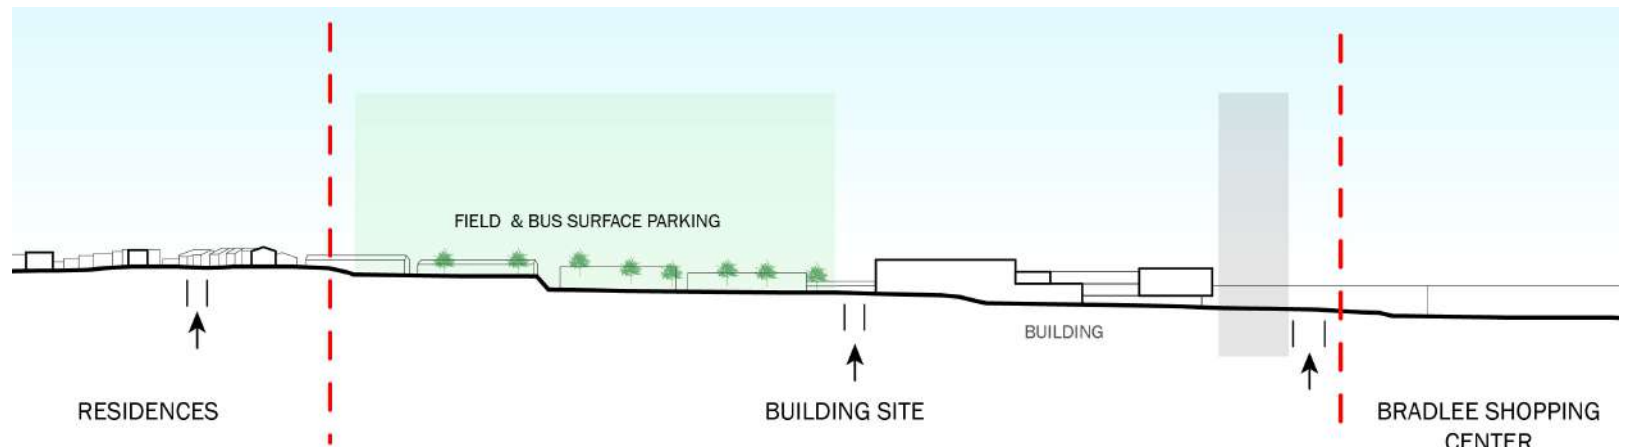 FIELD & BUS SURFACE PARKING
BUILDING
RESIDENCES
BUILDING SITE
BRADLEE SHOPPING
CENTER